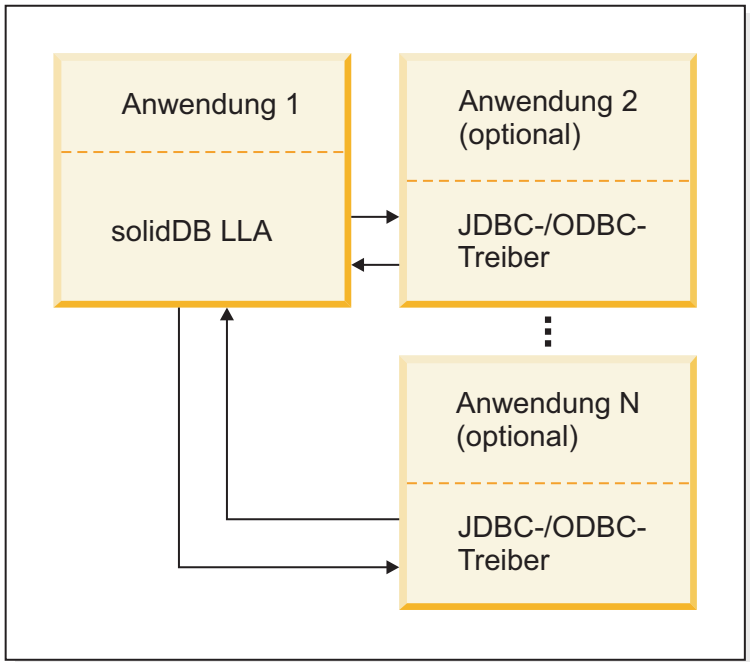 Anwendung 1
solidDB LLA
Anwendung 2
(optional)
JDBC-/ODBC-
Treiber
Anwendung N
(optional)
JDBC-/ODBC-
Treiber